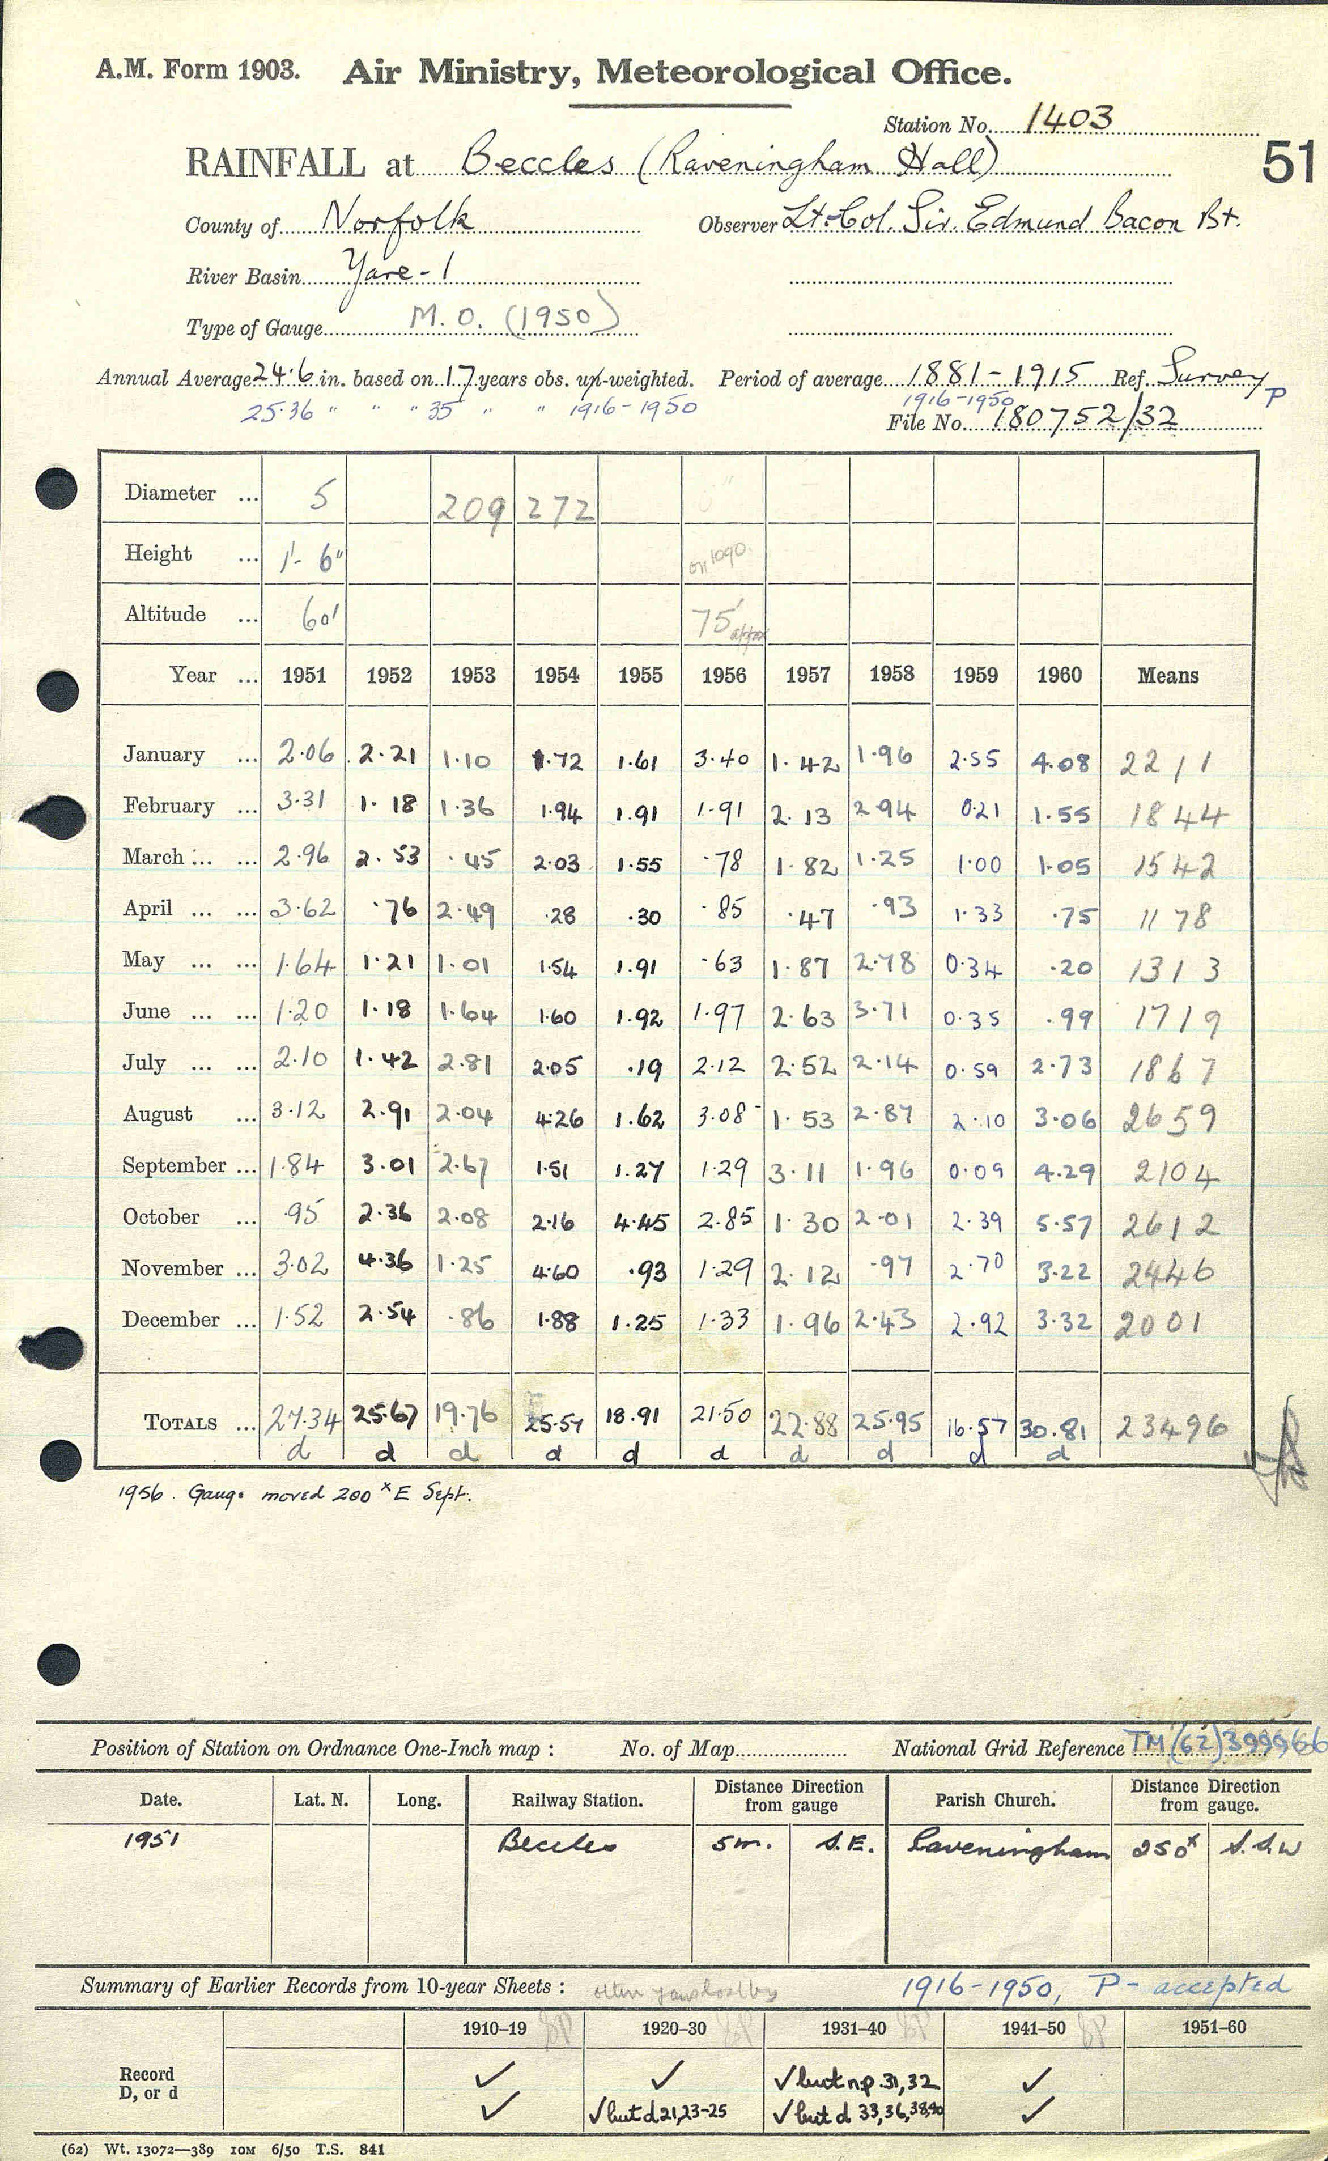 A.M. Form 1903. Air Ministry, Meteorological Office.
Station No. 1403
51
RAINFALL at Beccles (Raveningham Hall)
County of Norfolk Observer Lt.-Col. Sir. Edmund Bacon Bt.
River Basin Yare - 1
Type of Gauge M.O. (1950)
Annual Average 24.6 in. based on 17 years obs. un-weighted. Period of average 1881-1915 Ref. Survey P
25.36 " " " 35 " " 1916-1950 1916-1950
File No. 180752/32
Diameter ... 5 209 272
Height ... 1'- 6"
Altitude ... 60' 75' approx
Year ... 1951 1952 1953 1954 1955 1956 1957 1958 1959 1960 Means
January ... 2.06 2.21 1.10 1.72 1.61 3.40 1.42 1.96 2.55 4.08 2211
February ... 3.31 1.18 1.36 1.94 1.91 1.91 2.13 2.94 0.21 1.55 1844
March ... ... 2.96 2.53 .45 2.03 1.55 .78 1.82 1.25 1.00 1.05 1542
April ... ... 3.62 .76 2.49 .28 .30 .85 .47 .93 1.33 .75 1178
May ... ... 1.64 1.21 1.01 1.54 1.91 .63 1.87 2.78 0.34 .20 1313
June ... ... 1.20 1.18 1.64 1.60 1.92 1.97 2.63 3.71 0.35 .99 1719
July ... ... 2.10 1.42 2.81 2.05 .19 2.12 2.52 2.14 0.59 2.73 1867
August ... 3.12 2.91 2.04 4.26 1.62 3.08 1.53 2.87 2.10 3.06 2659
September ... 1.84 3.01 2.67 1.51 1.27 1.29 3.11 1.96 0.09 4.29 2104
October ... .95 2.36 2.08 2.16 4.45 2.85 1.30 2.01 2.39 5.57 2612
November ... 3.02 4.36 1.25 4.60 .93 1.29 2.12 .97 2.70 3.22 2446
December ... 1.52 2.54 .86 1.88 1.25 1.33 1.96 2.43 2.92 3.32 2001
TOTALS ... 27.34 25.67 19.76 25.57 18.91 21.50 22.88 25.95 16.57 30.81 23496
d d d d d d d d d d
1956. Gauge moved 200 x E Sept.
Position of Station on Ordnance One-Inch map : No. of Map National Grid Reference TM (62) 399966
Date. Lat. N. Long. Railway Station. Distance Direction from gauge Parish Church. Distance Direction from gauge.
1951 Beccles 5m. S.E. Raveningham 250x S.S.W
Summary of Earlier Records from 10-year Sheets : 1916-1950, P - accepted
1910-19 1920-30 1931-40 1941-50 1951-60
Record ✓ ✓ ✓ but n.p. 31,32 ✓
D, or d ✓ ✓ but d 21,23-25 ✓ but d 33,36,38,40 ✓
(62) Wt. 13072—389 10M 6/50 T.S. 841